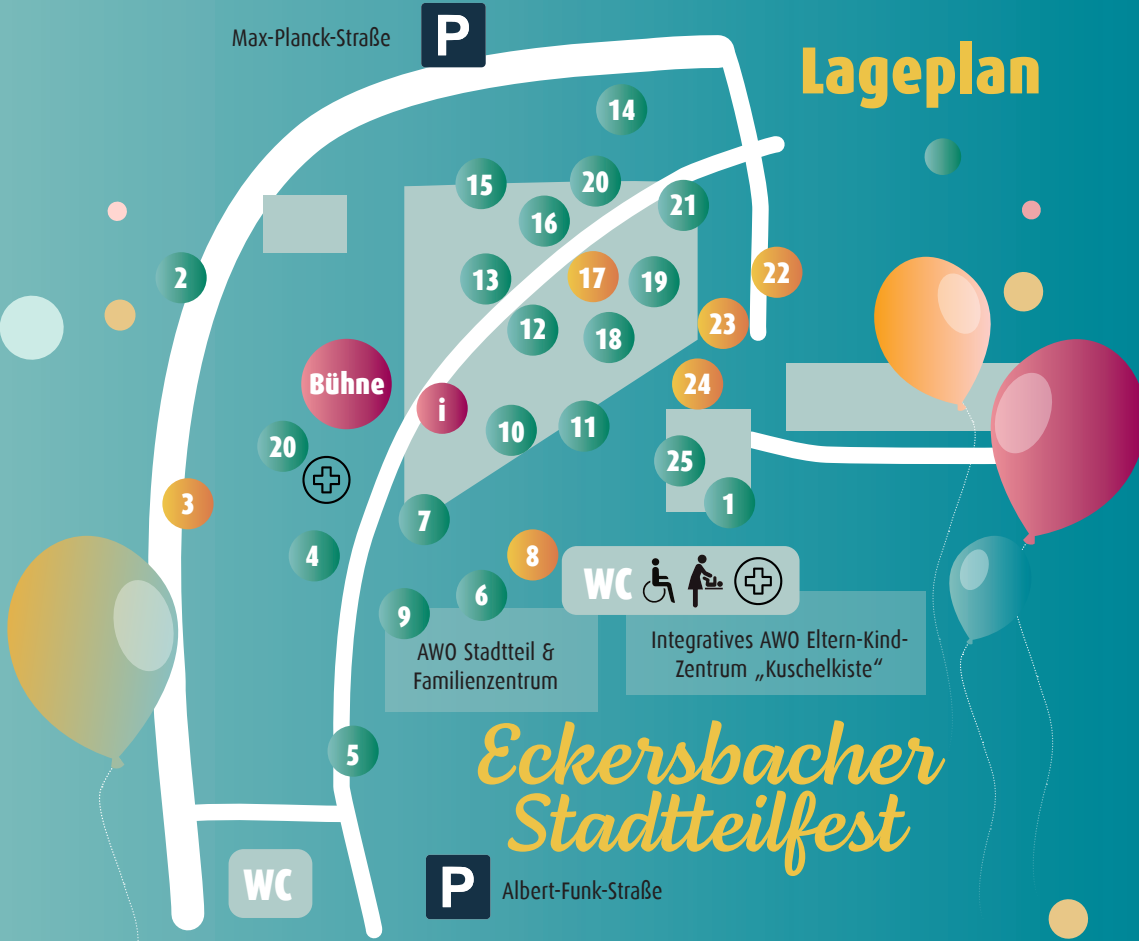 Max-Planck-Straße
P
Lageplan
14
15
20
16
21
2
13
17
19
22
12
18
23
Bühne
24
i
10
11
20
25
3
7
1
4
8
WC
6
9
AWO Stadtteil &
Familienzentrum
Integratives AWO Eltern-Kind-
Zentrum „Kuschelkiste“
5
Eckersbacher
Stadtteilfest
WC
P
Albert-Funk-Straße